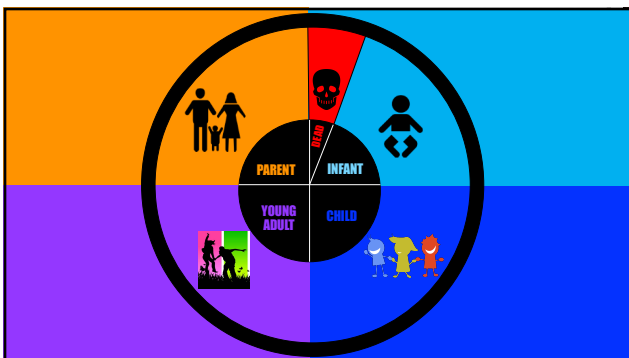 DEAD
PARENT
INFANT
YOUNG
ADULT
CHILD